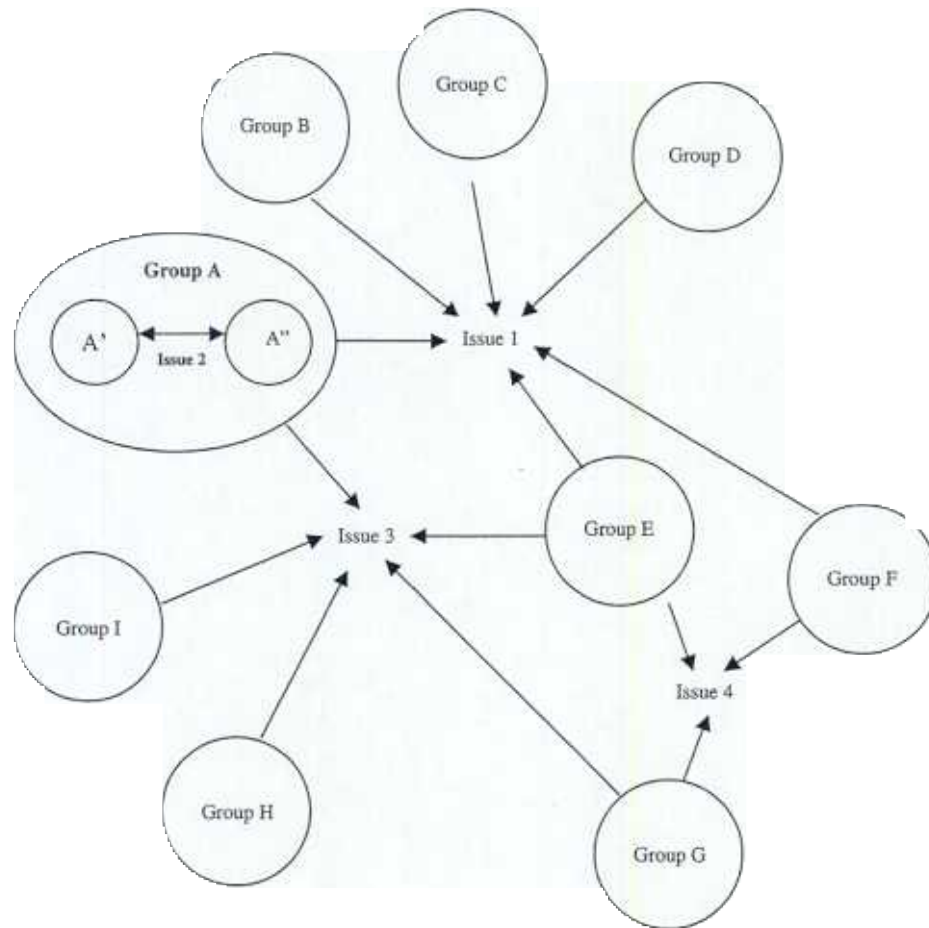 Group C
Group B
Group D
Group A
A'
A"
Issue 2
Issue 1
Group E
Issue 3
Group F
Group I
Issue 4
Group H
Group G